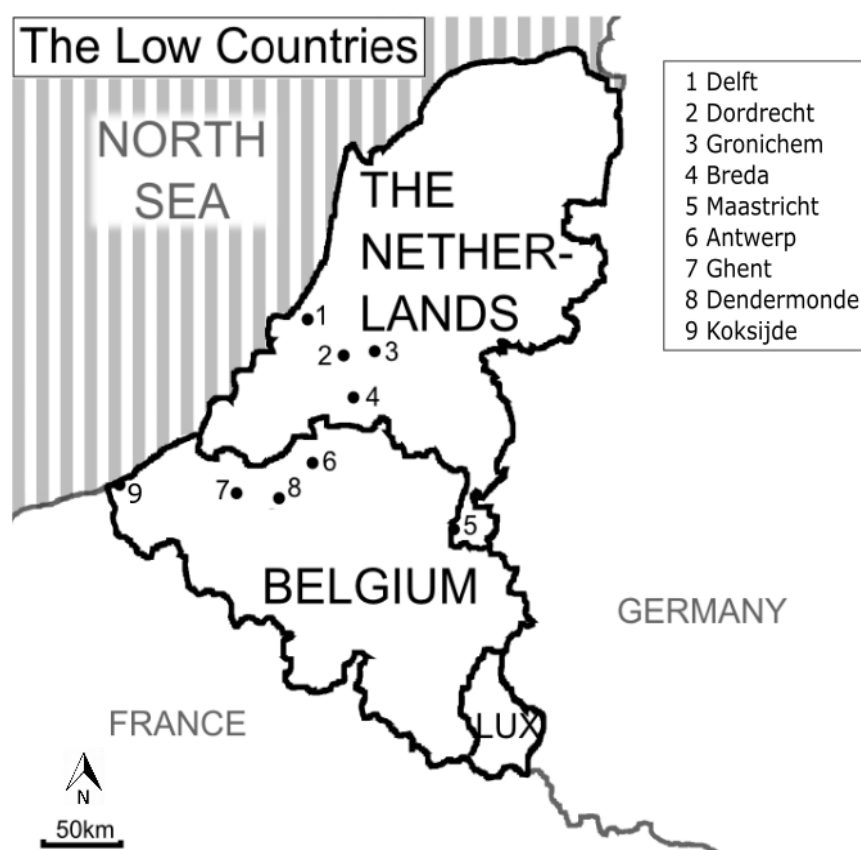 The Low Countries
NORTH
SEA
THE
NETHER-
LANDS
1
2
3
4
5
6
7
8
9
BELGIUM
GERMANY
FRANCE
LUX
N
50km
1 Delft
2 Dordrecht
3 Gronichem
4 Breda
5 Maastricht
6 Antwerp
7 Ghent
8 Dendermonde
9 Koksijde